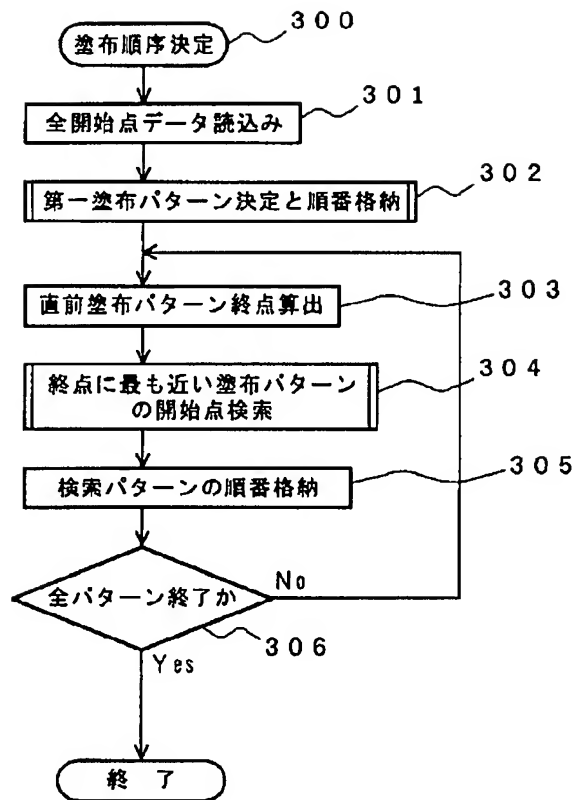 塗布順序決定
３００
３０１
全開始点データ読込み
３０２
第一塗布パターン決定と順番格納
直前塗布パターン終点算出
３０３
３０４
終点に最も近い塗布パターン
の開始点検索
３０５
検索パターンの順番格納
全パターン終了か
No
３０６
Yes
終 了